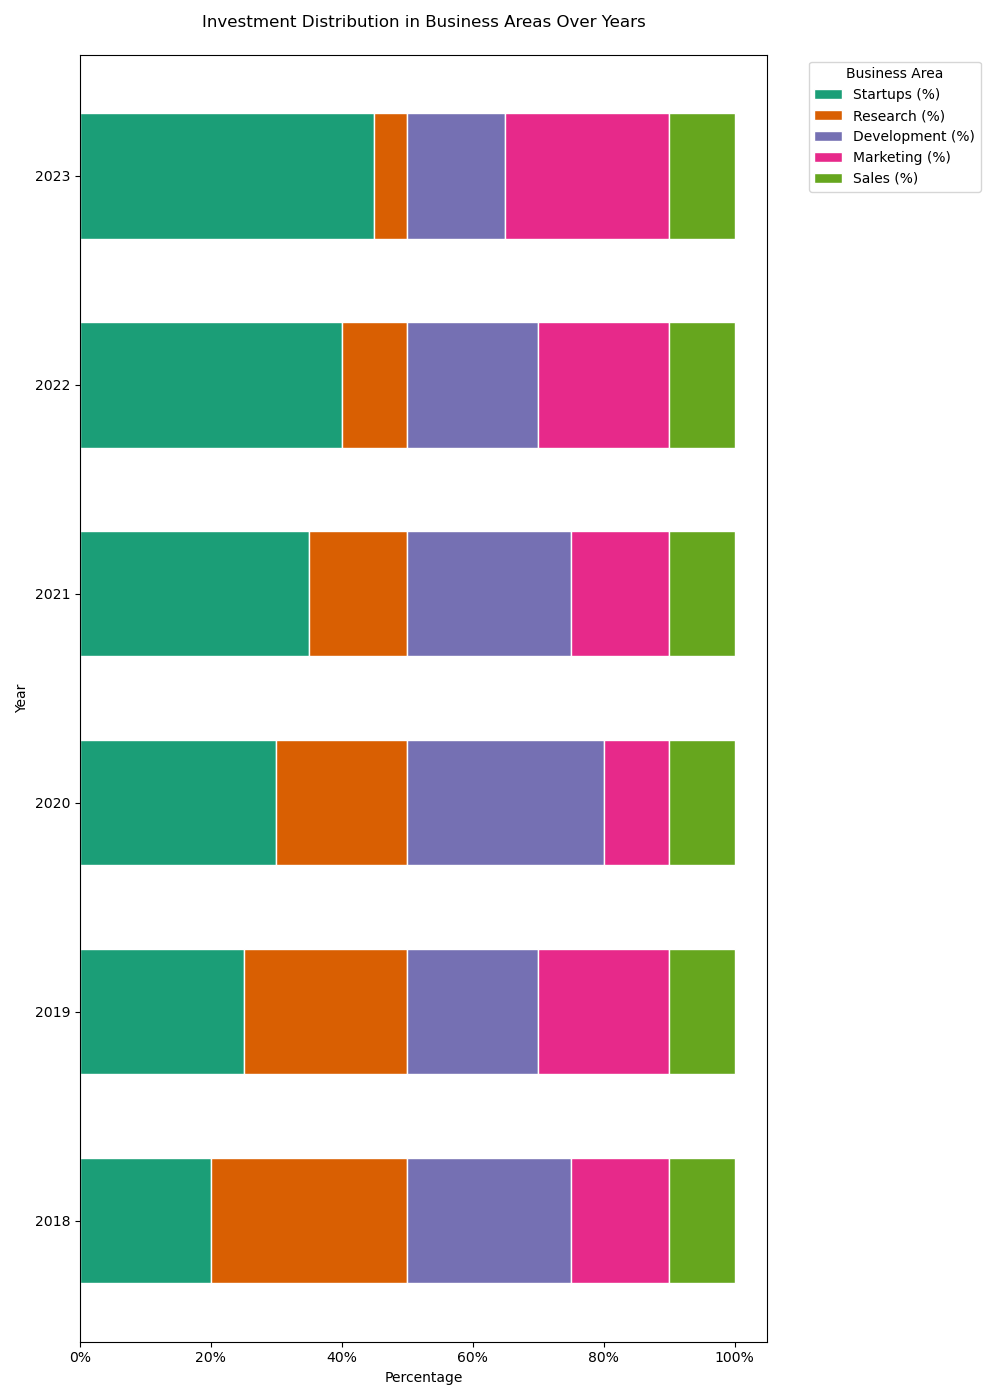 Investment Distribution in Business Areas Over Years
Business Area
Startups (%)
Research (%)
Development (%)
Marketing (%)
Sales (%)
Year
2023
2022
2021
2020
2019
2018
0% 20% 40% 60% 80% 100%
Percentage